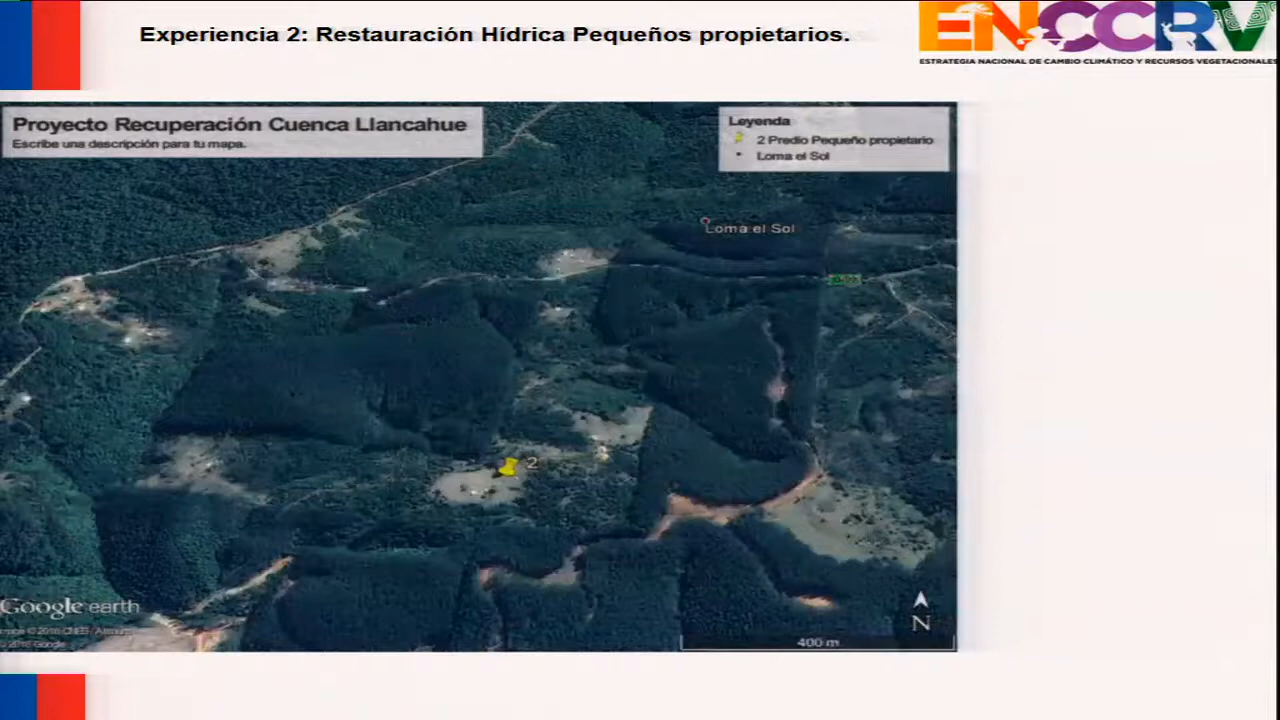 Experiencia 2: Restauración Hídrica Pequeños propietarios.
ENCCRV
ESTRATEGIA NACIONAL DE CAMBIO CLIMÁTICO Y RECURSOS VEGETACIONALES
Proyecto Recuperación Cuenca Llancahue
Escribe una descripción para tu mapa.
Leyenda
2 Predio Pequeño propietario
Loma el Sol
Loma el Sol
2
Google earth
© 2016 Google
N
400 m